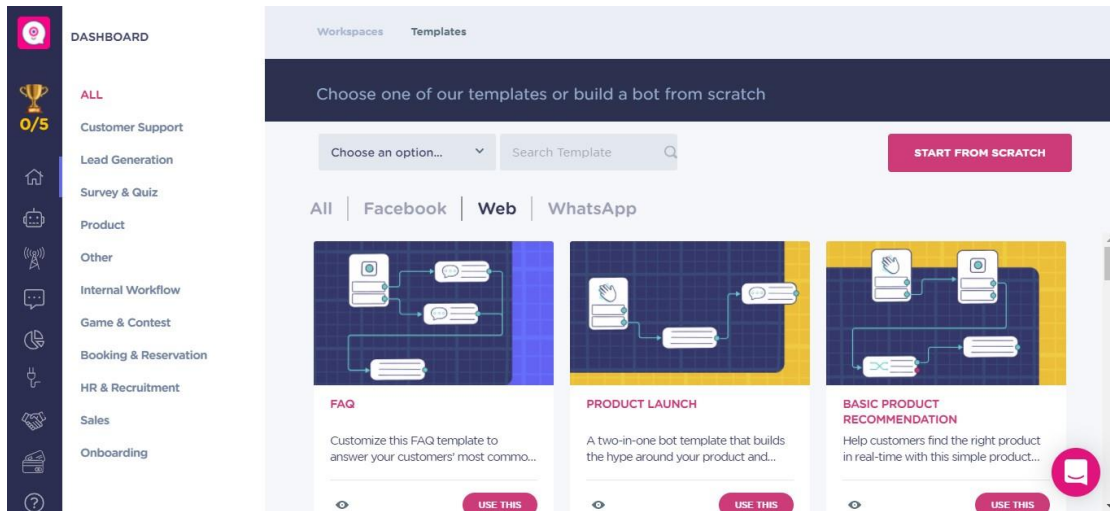 DASHBOARD
0/5
ALL
Customer Support
Lead Generation
Survey & Quiz
Product
Other
Internal Workflow
Game & Contest
Booking & Reservation
HR & Recruitment
Sales
Onboarding
Workspaces Templates
Choose one of our templates or build a bot from scratch
Choose an option... Search Template START FROM SCRATCH
All Facebook Web WhatsApp
FAQ
Customize this FAQ template to
answer your customers' most commo...
USE THIS
PRODUCT LAUNCH
A two-in-one bot template that builds
the hype around your product and...
USE THIS
BASIC PRODUCT
RECOMMENDATION
Help customers find the right product
in real-time with this simple product...
USE THIS